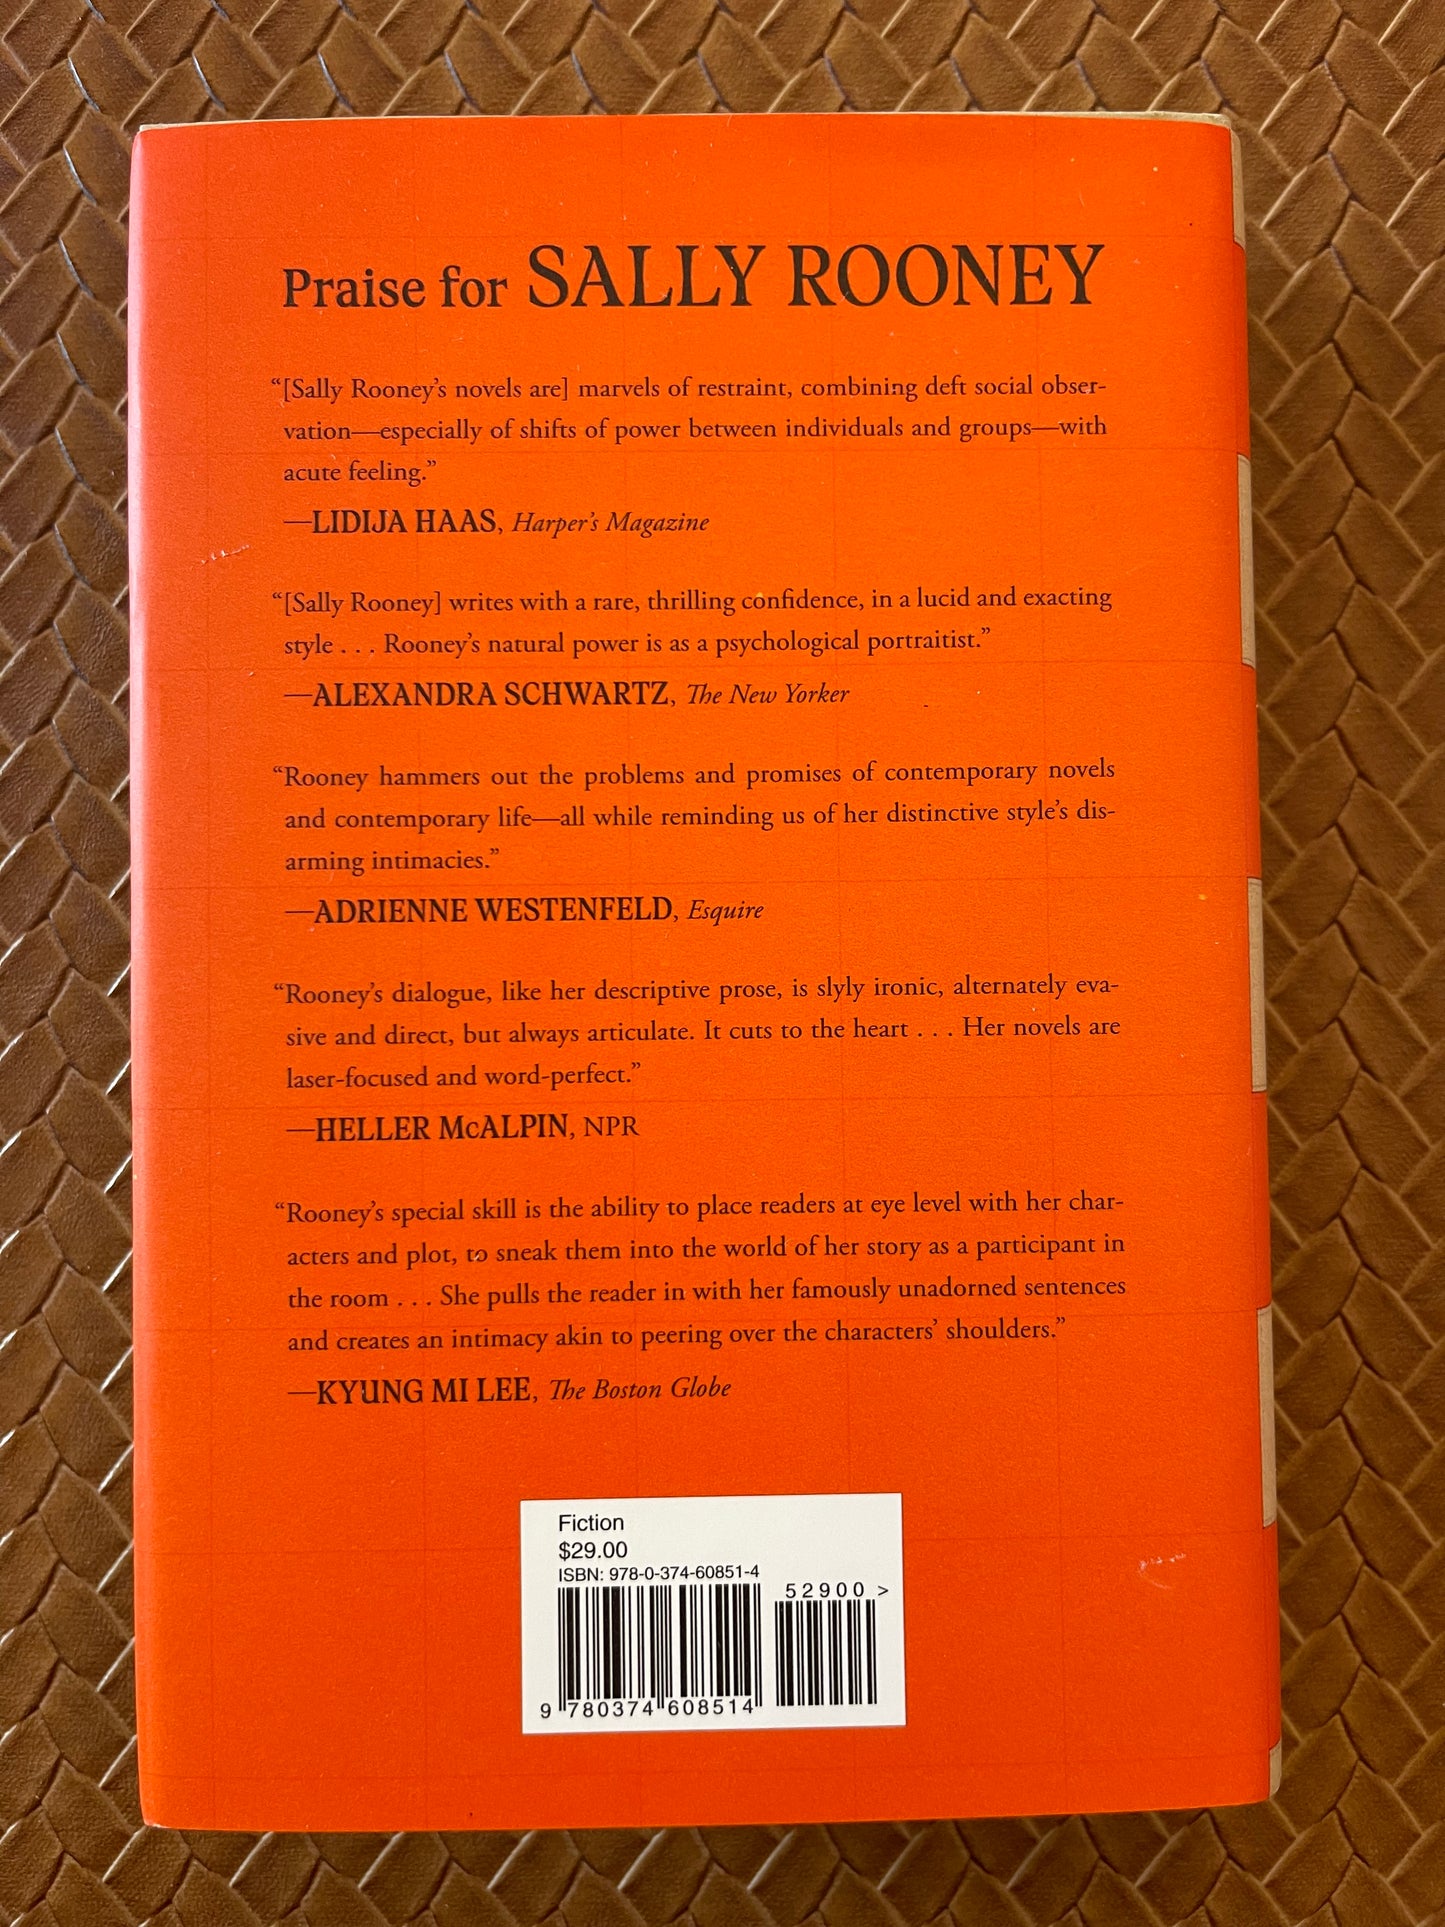 Praise for SALLY ROONEY
“[Sally Rooney’s novels are] marvels of restraint, combining deft social obser-
vation—especially of shifts of power between individuals and groups—with
acute feeling.”
—LIDIJA HAAS, Harper’s Magazine
“[Sally Rooney] writes with a rare, thrilling confidence, in a lucid and exacting
style . . . Rooney’s natural power is as a psychological portraitist.”
—ALEXANDRA SCHWARTZ, The New Yorker
“Rooney hammers out the problems and promises of contemporary novels
and contemporary life—all while reminding us of her distinctive style’s dis-
arming intimacies.”
—ADRIENNE WESTENFELD, Esquire
“Rooney’s dialogue, like her descriptive prose, is slyly ironic, alternately eva-
sive and direct, but always articulate. It cuts to the heart . . . Her novels are
laser-focused and word-perfect.”
—HELLER McALPIN, NPR
“Rooney’s special skill is the ability to place readers at eye level with her char-
acters and plot, to sneak them into the world of her story as a participant in
the room . . . She pulls the reader in with her famously unadorned sentences
and creates an intimacy akin to peering over the characters’ shoulders.”
—KYUNG MI LEE, The Boston Globe
Fiction
$29.00
ISBN: 978-0-374-60851-4
52900 >
9 780374 608514